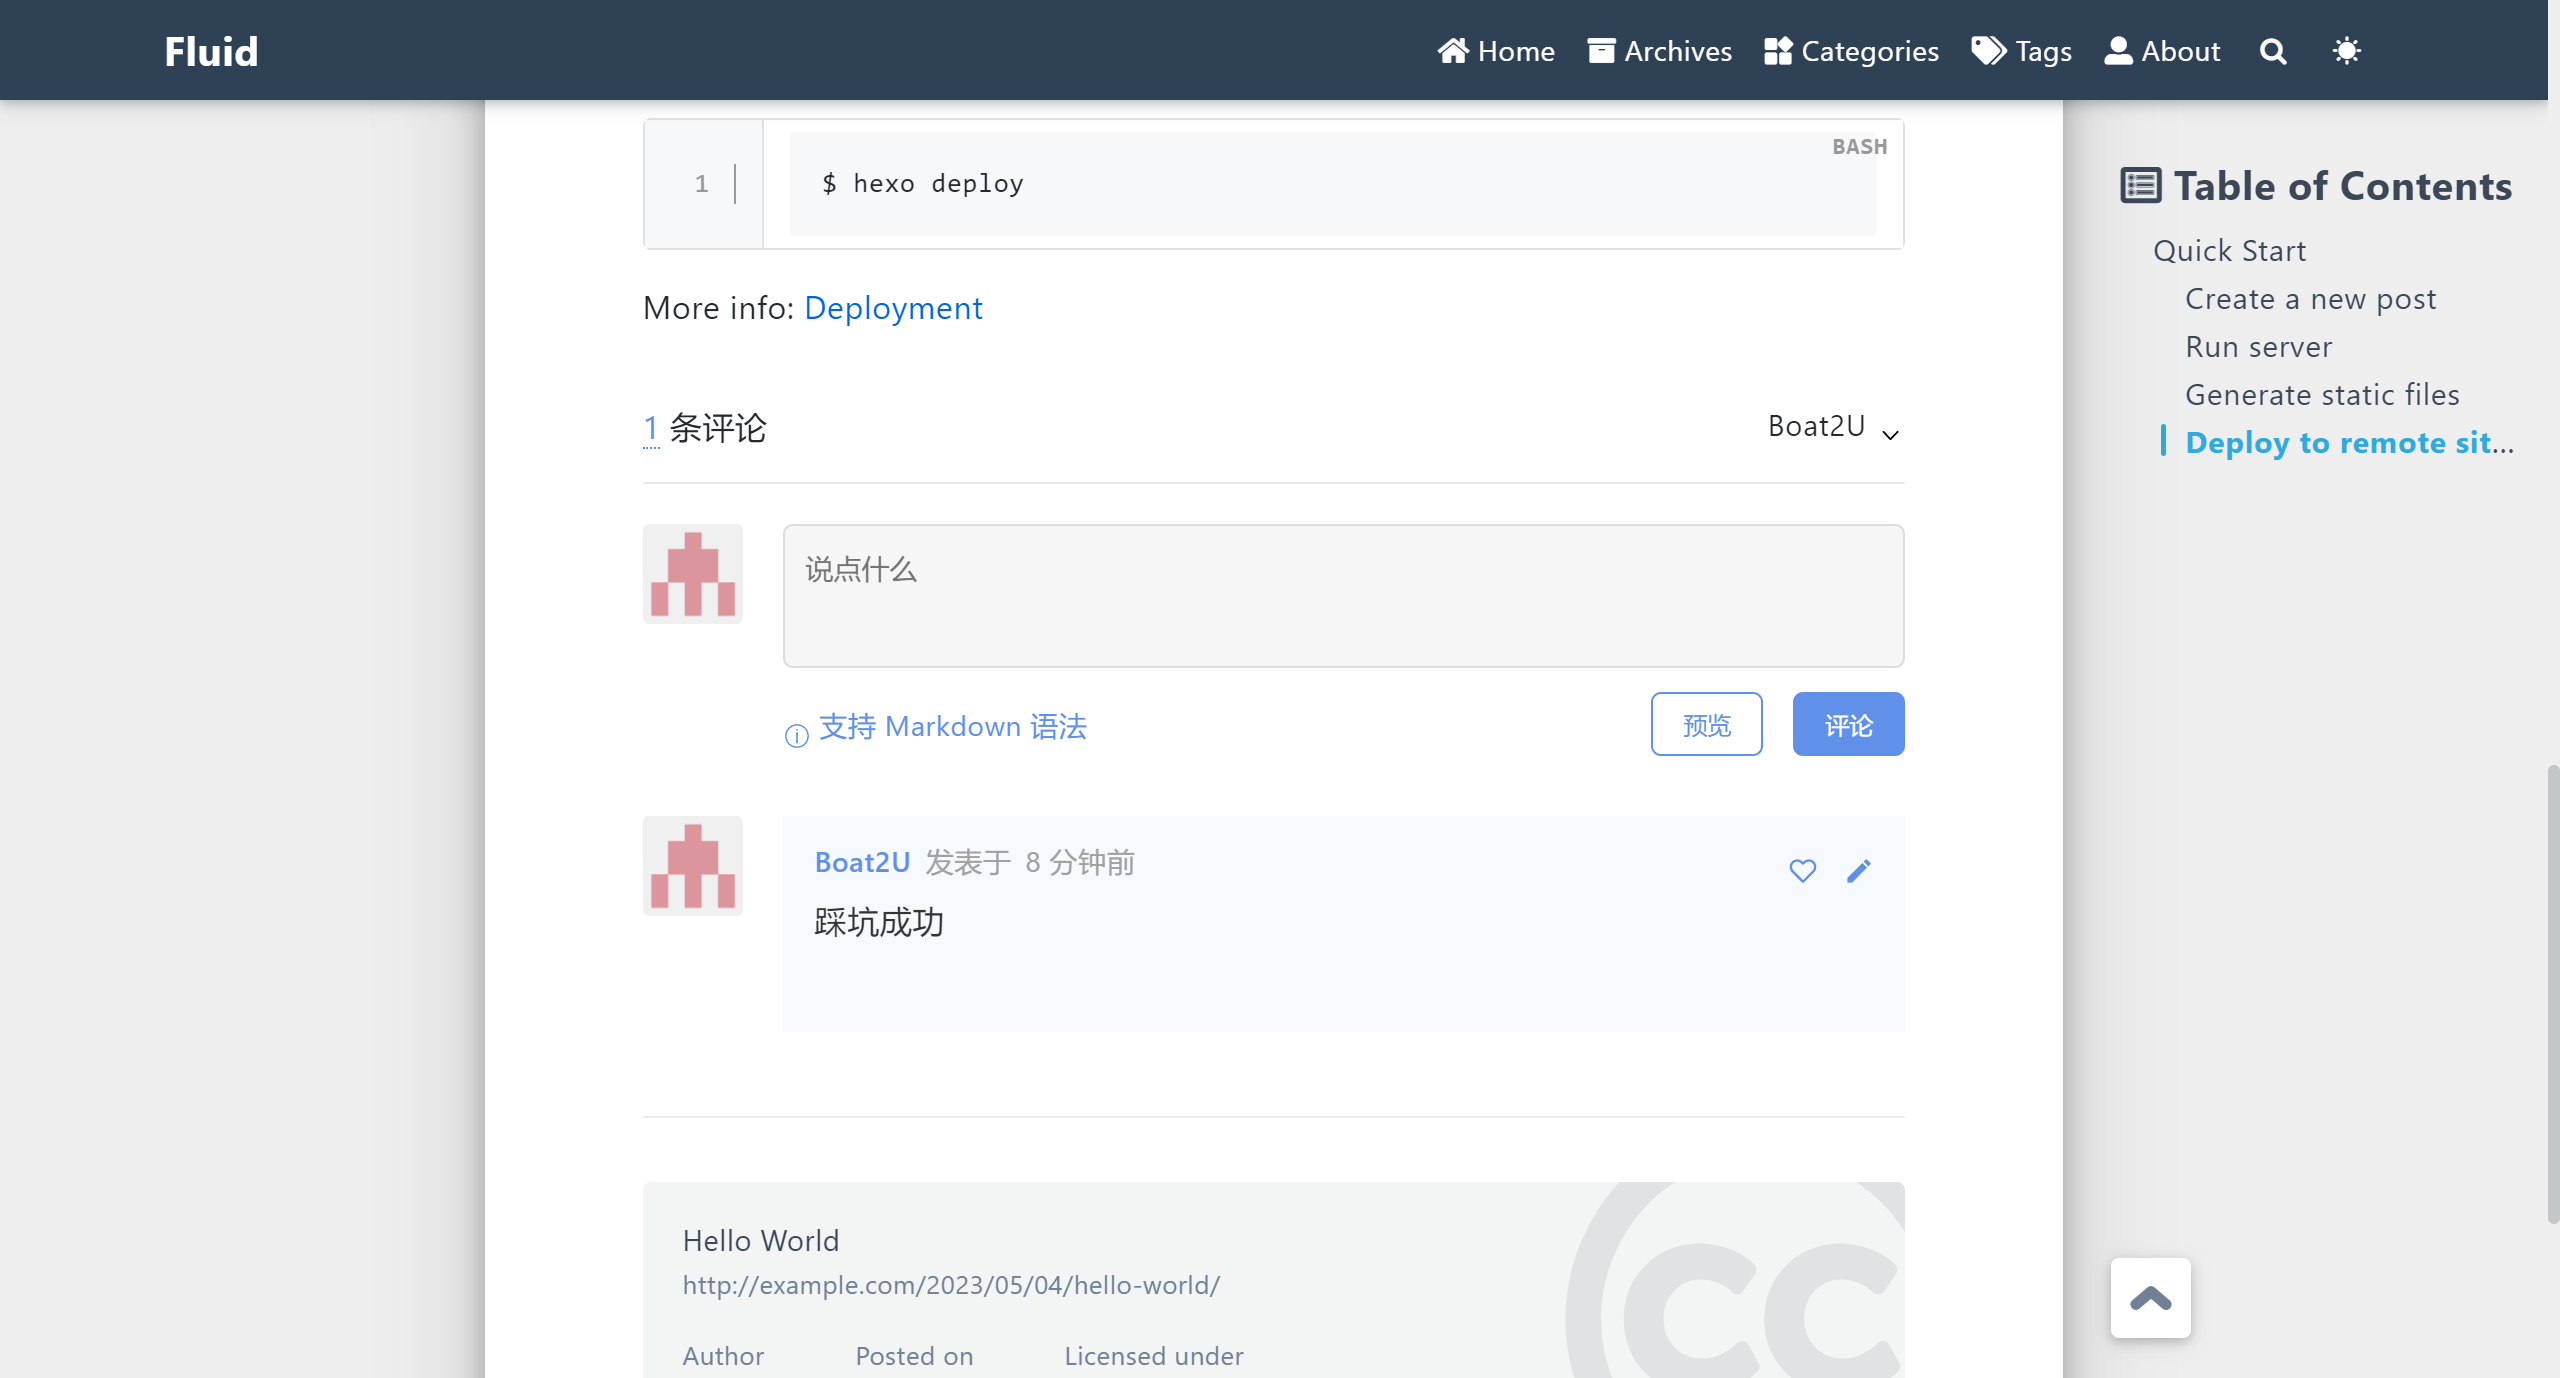 Fluid
Home Archives Categories Tags About
BASH
1 $ hexo deploy
More info: Deployment
1 条评论
Boat2U
说点什么
支持 Markdown 语法
预览 评论
Boat2U 发表于 8 分钟前
踩坑成功
Hello World
http://example.com/2023/05/04/hello-world/
Author Posted on Licensed under
cc
Table of Contents
Quick Start
Create a new post
Run server
Generate static files
Deploy to remote sit...